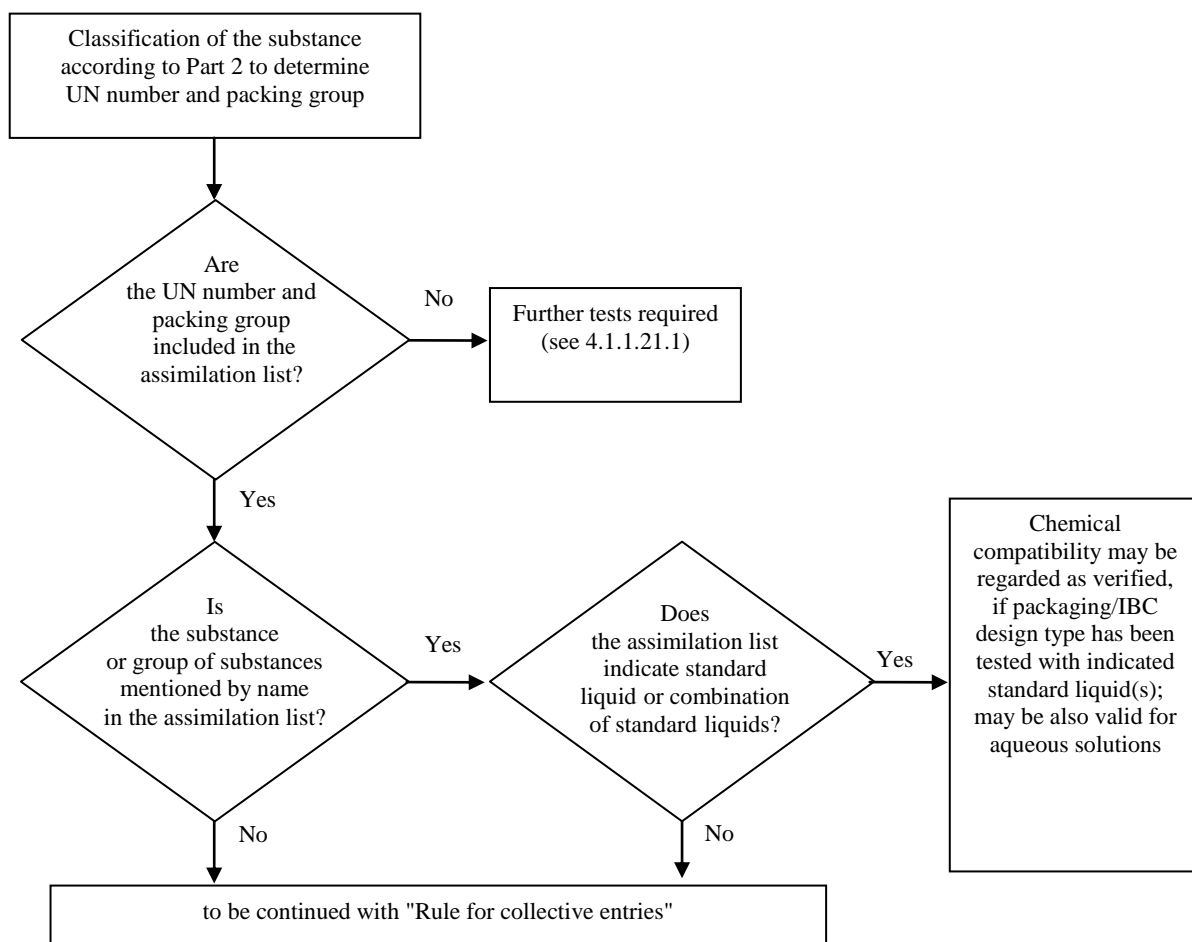 Classification of the substance
according to Part 2 to determine
UN number and packing group
Are
the UN number and
packing group
included in the
assimilation list?
No
Further tests required
(see 4.1.1.21.1)
Yes
Is
the substance
or group of substances
mentioned by name
in the assimilation list?
Yes
Does
the assimilation list
indicate standard
liquid or combination
of standard liquids?
Yes
Chemical
compatibility may be
regarded as verified,
if packaging/IBC
design type has been
tested with indicated
standard liquid(s);
may be also valid for
aqueous solutions
No
No
to be continued with "Rule for collective entries"